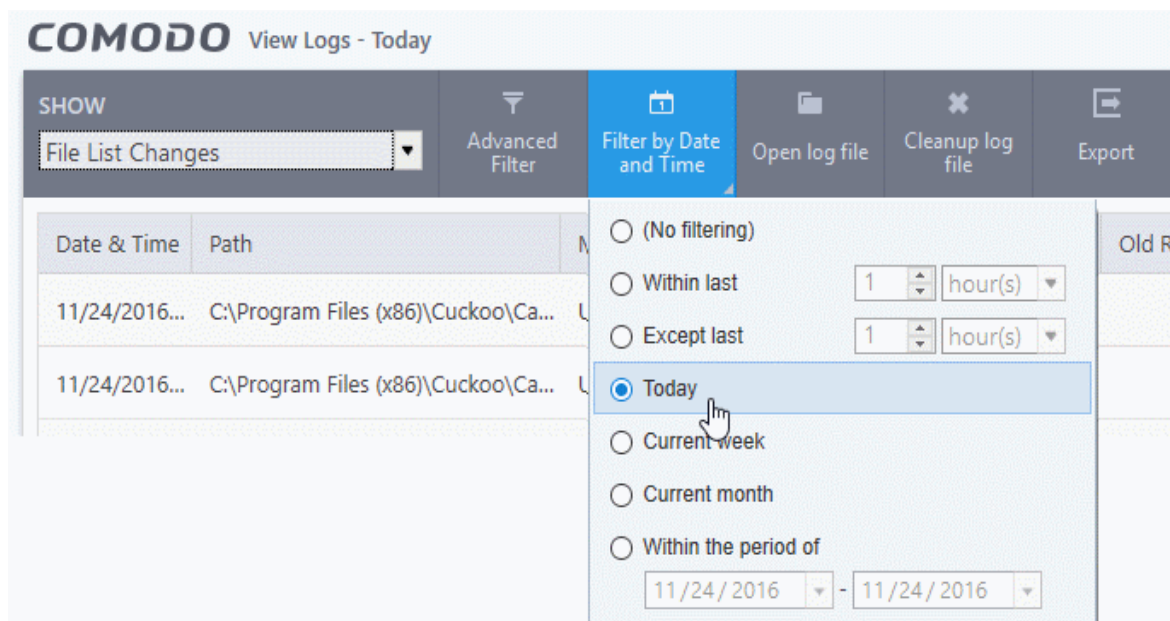 COMODO View Logs - Today
SHOW
File List Changes
Advanced
Filter
Filter by Date
and Time
Open log file
Cleanup log
file
Export
Date & Time Path Old R
11/24/2016... C:\Program Files (x86)\Cuckoo\Ca...
11/24/2016... C:\Program Files (x86)\Cuckoo\Ca...
(No filtering)
Within last 1 hour(s)
Except last 1 hour(s)
Today
Current week
Current month
Within the period of
11/24/2016 - 11/24/2016